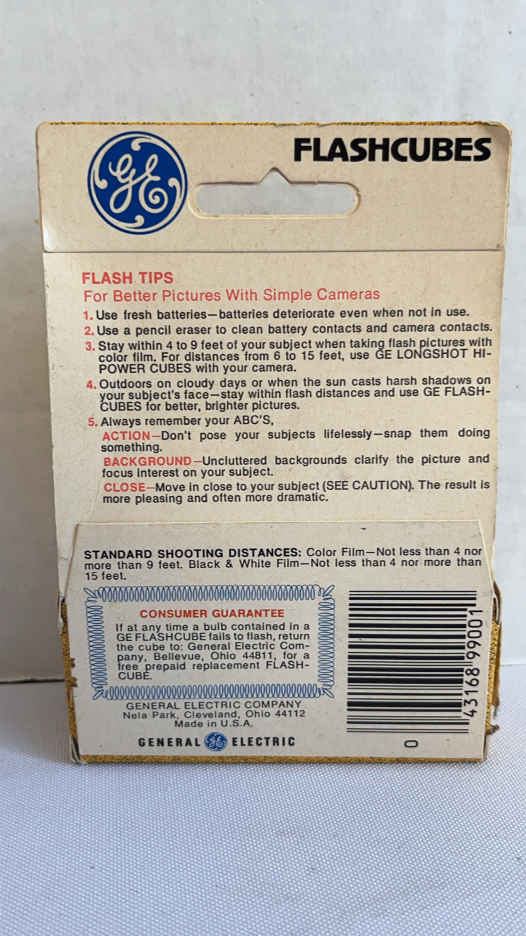 GE
FLASHCUBES
FLASH TIPS
For Better Pictures With Simple Cameras
1. Use fresh batteries—batteries deteriorate even when not in use.
2. Use a pencil eraser to clean battery contacts and camera contacts.
3. Stay within 4 to 9 feet of your subject when taking flash pictures with
color film. For distances from 6 to 15 feet, use GE LONGSHOT HI-
POWER CUBES with your camera.
4. Outdoors on cloudy days or when the sun casts harsh shadows on
your subject's face—stay within flash distances and use GE FLASH-
CUBES for better, brighter pictures.
5. Always remember your ABC'S,
ACTION—Don't pose your subjects lifelessly—snap them doing
something.
BACKGROUND—Uncluttered backgrounds clarify the picture and
focus interest on your subject.
CLOSE—Move in close to your subject (SEE CAUTION). The result is
more pleasing and often more dramatic.
STANDARD SHOOTING DISTANCES: Color Film—Not less than 4 nor
more than 9 feet. Black & White Film—Not less than 4 nor more than
15 feet.
CONSUMER GUARANTEE
If at any time a bulb contained in a
GE FLASHCUBE fails to flash, return
the cube to: General Electric Com-
pany, Bellevue, Ohio 44811, for a
free prepaid replacement FLASH-
CUBE.
GENERAL ELECTRIC COMPANY
Nela Park, Cleveland, Ohio 44112
Made in U.S.A.
GENERAL GE ELECTRIC
0
43168 99001